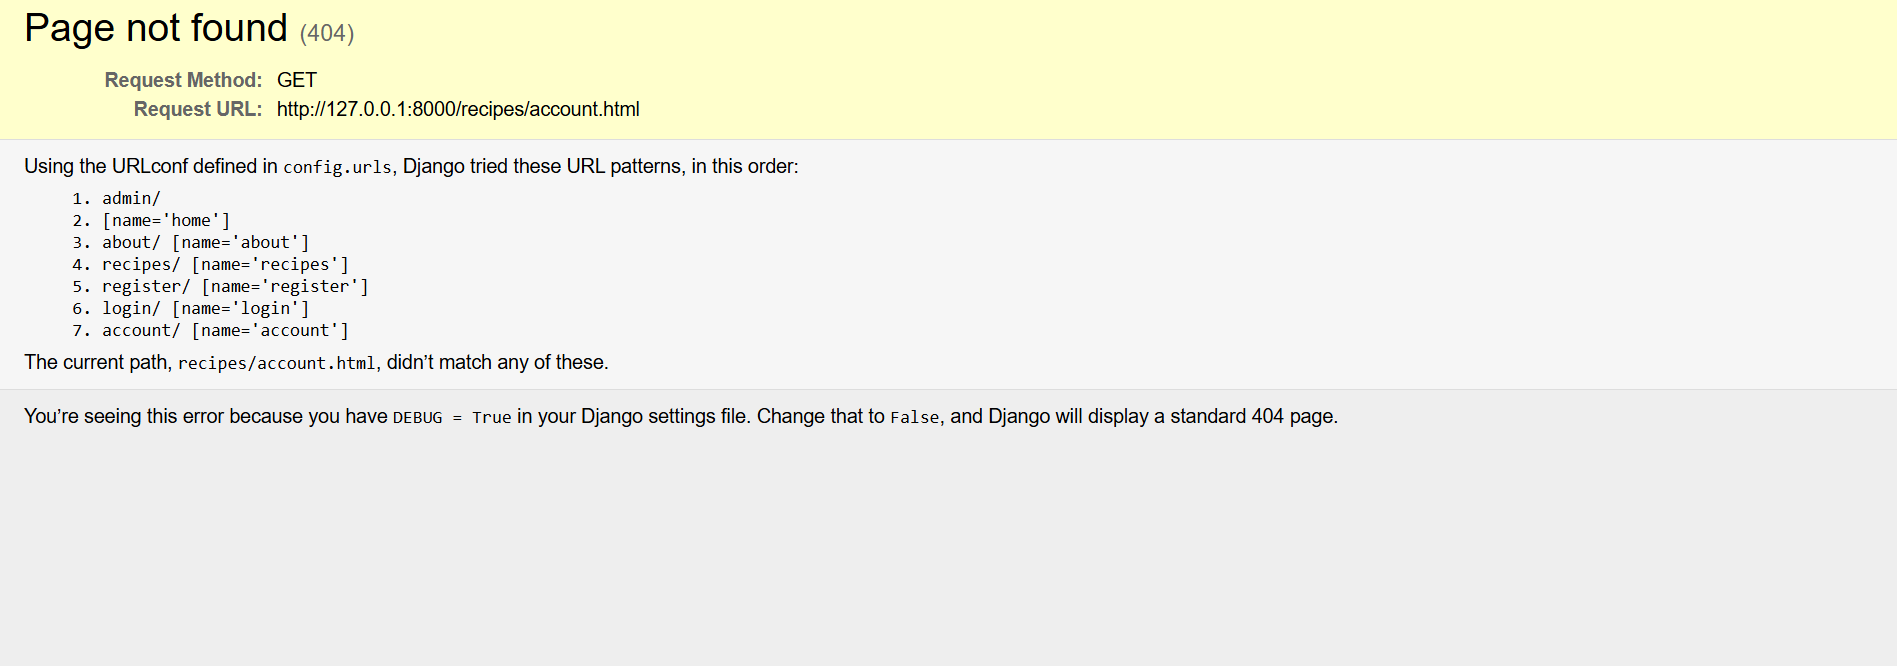 Page not found (404)
Request Method: GET
Request URL: http://127.0.0.1:8000/recipes/account.html
Using the URLconf defined in config.urls, Django tried these URL patterns, in this order:
1. admin/
2. [name='home']
3. about/ [name='about']
4. recipes/ [name='recipes']
5. register/ [name='register']
6. login/ [name='login']
7. account/ [name='account']
The current path, recipes/account.html, didn’t match any of these.
You’re seeing this error because you have DEBUG = True in your Django settings file. Change that to False, and Django will display a standard 404 page.